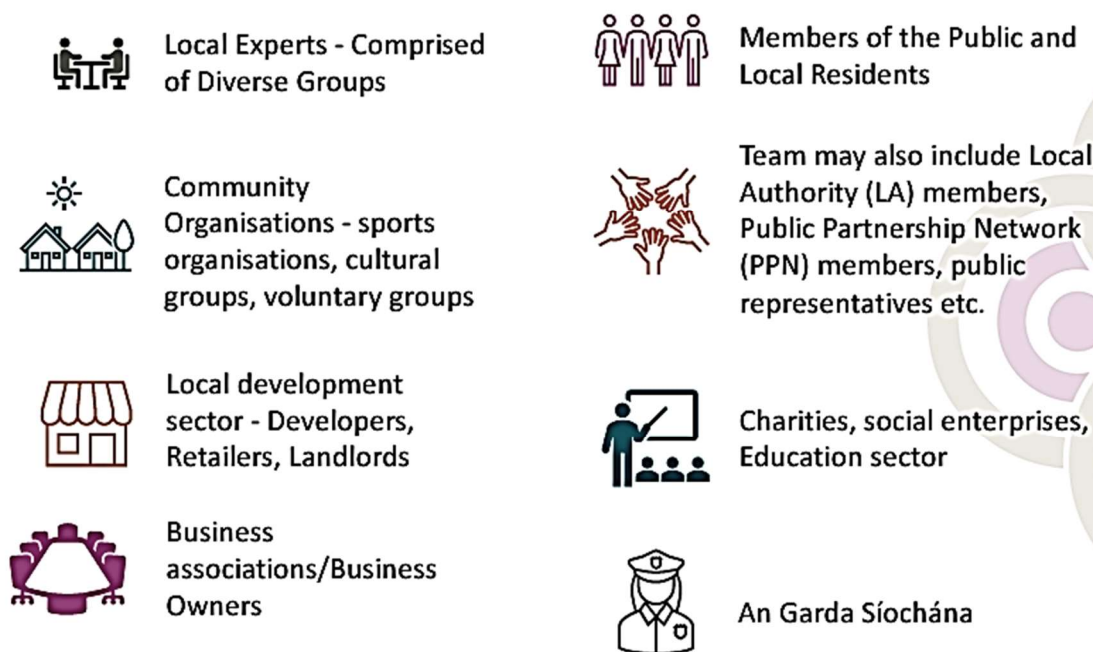 Local Experts - Comprised
of Diverse Groups
Community
Organisations - sports
organisations, cultural
groups, voluntary groups
Local development
sector - Developers,
Retailers, Landlords
Business
associations/Business
Owners
Members of the Public and
Local Residents
Team may also include Local
Authority (LA) members,
Public Partnership Network
(PPN) members, public
representatives etc.
Charities, social enterprises,
Education sector
An Garda Síochána